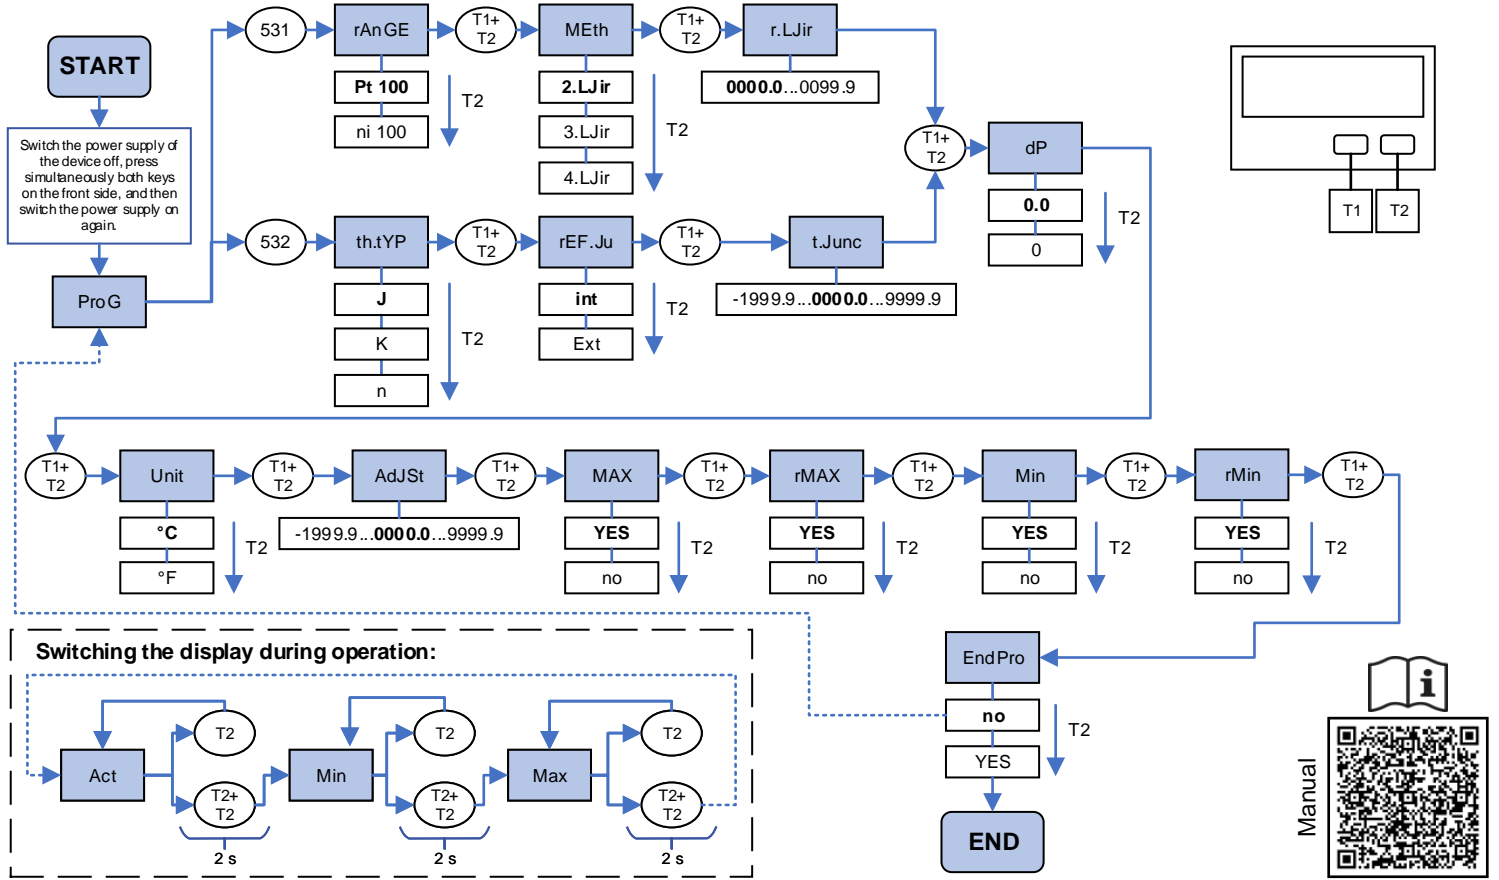 START
Switch the power supply of
the device off, press
simultaneously both keys
on the front side, and then
switch the power supply on
again.
ProG
531
rAnGE
Pt 100
ni 100
T2
T1+
T2
MEth
2.LJir
3.LJir
4.LJir
T2
T1+
T2
r.LJir
0000.0...0099.9
532
th.tYP
J
K
n
T2
T1+
T2
rEF.Ju
int
Ext
T2
T1+
T2
t.Junc
-1999.9...0000.0...9999.9
T1+
T2
dP
0.0
0
T2
T1
T2
T1+
T2
Unit
°C
°F
T2
T1+
T2
AdJSt
-1999.9...0000.0...9999.9
T1+
T2
MAX
YES
no
T2
T1+
T2
rMAX
YES
no
T2
T1+
T2
Min
YES
no
T2
T1+
T2
rMin
YES
no
T2
T1+
T2
EndPro
no
YES
T2
END
Switching the display during operation:
Act
T2
T2+
T2
2 s
Min
T2
T2+
T2
2 s
Max
T2
T2+
T2
2 s
i
Manual